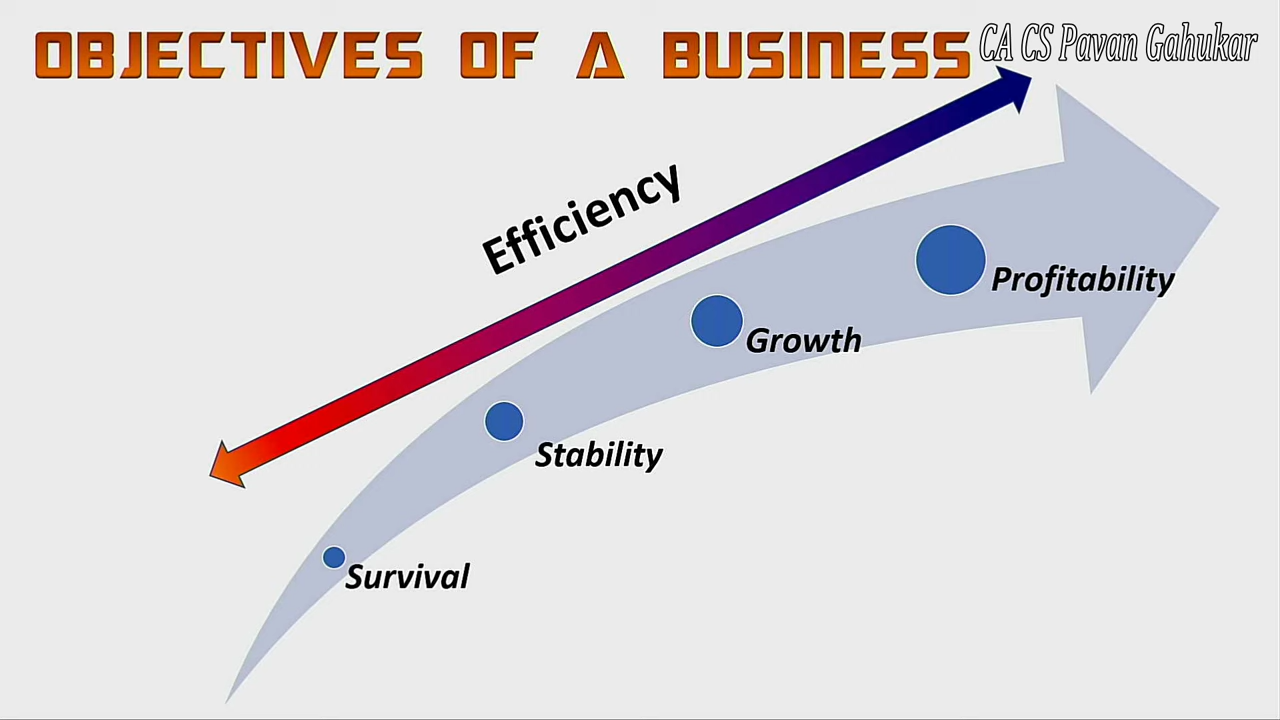 OBJECTIVES OF A BUSINESS
CA CS Pavan Gahukar
Efficiency
Profitability
Growth
Stability
Survival